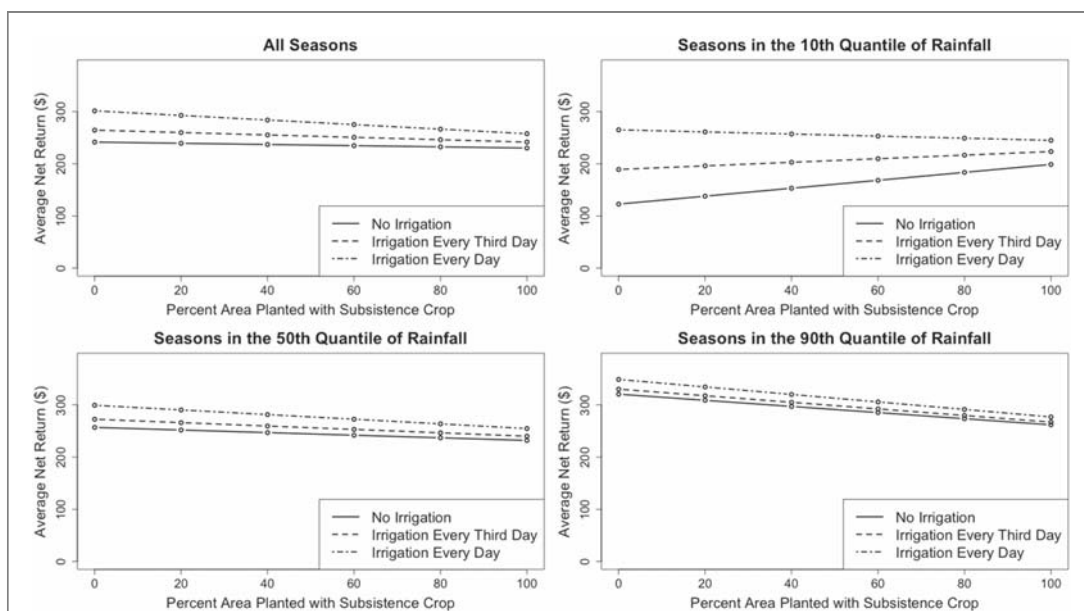 All Seasons
Average Net Return ($)
300
200
100
0
No Irrigation
Irrigation Every Third Day
Irrigation Every Day
0 20 40 60 80 100
Percent Area Planted with Subsistence Crop
Seasons in the 10th Quantile of Rainfall
Average Net Return ($)
300
200
100
0
No Irrigation
Irrigation Every Third Day
Irrigation Every Day
0 20 40 60 80 100
Percent Area Planted with Subsistence Crop
Seasons in the 50th Quantile of Rainfall
Average Net Return ($)
300
200
100
0
No Irrigation
Irrigation Every Third Day
Irrigation Every Day
0 20 40 60 80 100
Percent Area Planted with Subsistence Crop
Seasons in the 90th Quantile of Rainfall
Average Net Return ($)
300
200
100
0
No Irrigation
Irrigation Every Third Day
Irrigation Every Day
0 20 40 60 80 100
Percent Area Planted with Subsistence Crop